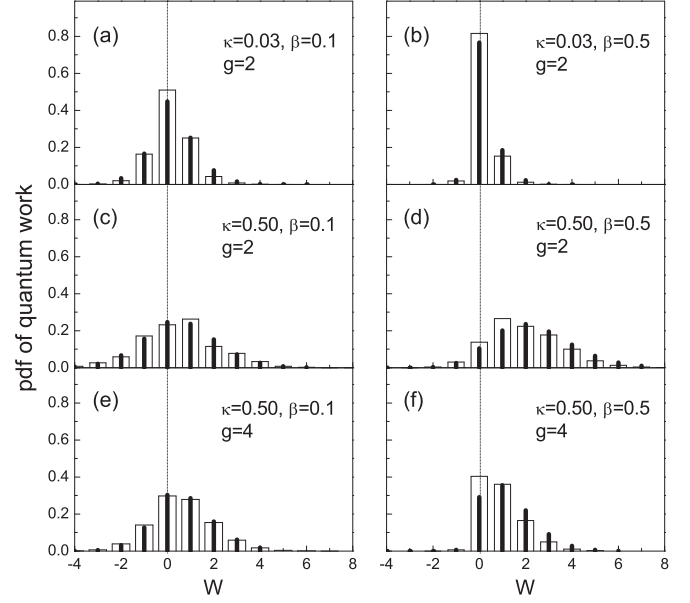 (a)
κ=0.03, β=0.1
g=2
(b)
κ=0.03, β=0.5
g=2
0.8
0.6
0.4
0.2
0.0
(c)
κ=0.50, β=0.1
g=2
(d)
κ=0.50, β=0.5
g=2
0.8
0.6
0.4
0.2
0.0
(e)
κ=0.50, β=0.1
g=4
(f)
κ=0.50, β=0.5
g=4
0.8
0.6
0.4
0.2
0.0
pdf of quantum work
-4 -2 0 2 4 6 8
-4 -2 0 2 4 6 8
W
W